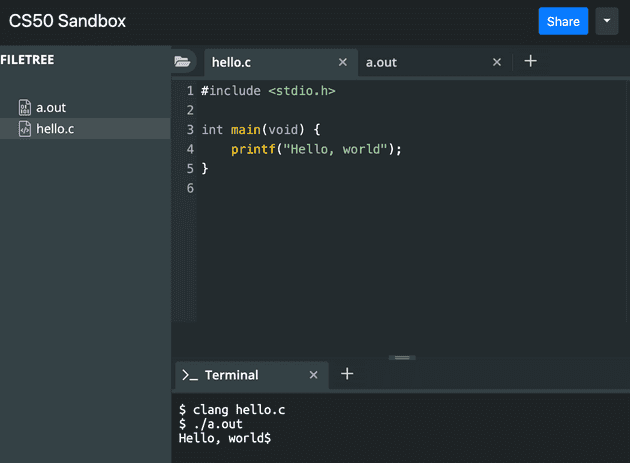 CS50 Sandbox
Share
FILETREE
a.out
hello.c
hello.c × a.out × +
1 #include <stdio.h>
2
3 int main(void) {
4     printf("Hello, world");
5 }
6
>_ Terminal × +
$ clang hello.c
$ ./a.out
Hello, world$